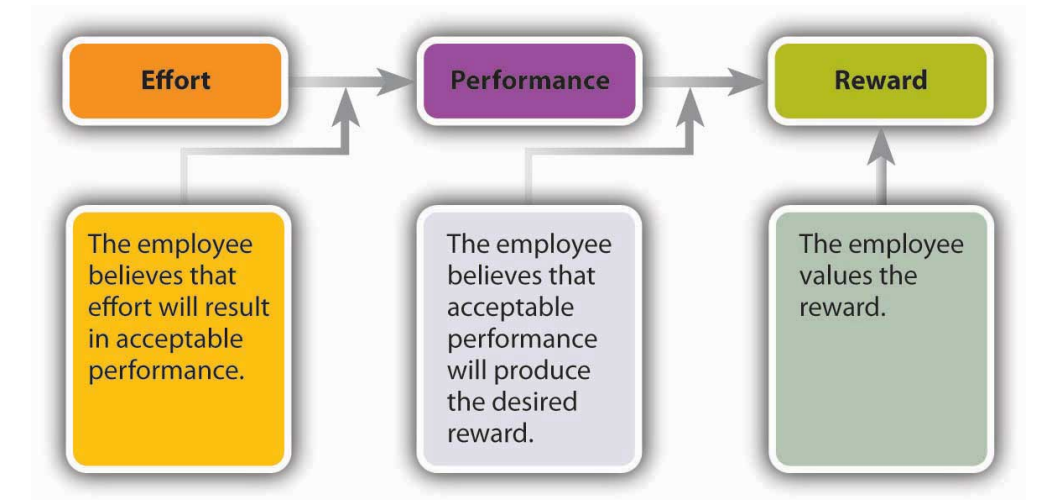 Effort
Performance
Reward
The employee
believes that
effort will result
in acceptable
performance.
The employee
believes that
acceptable
performance
will produce
the desired
reward.
The employee
values the
reward.